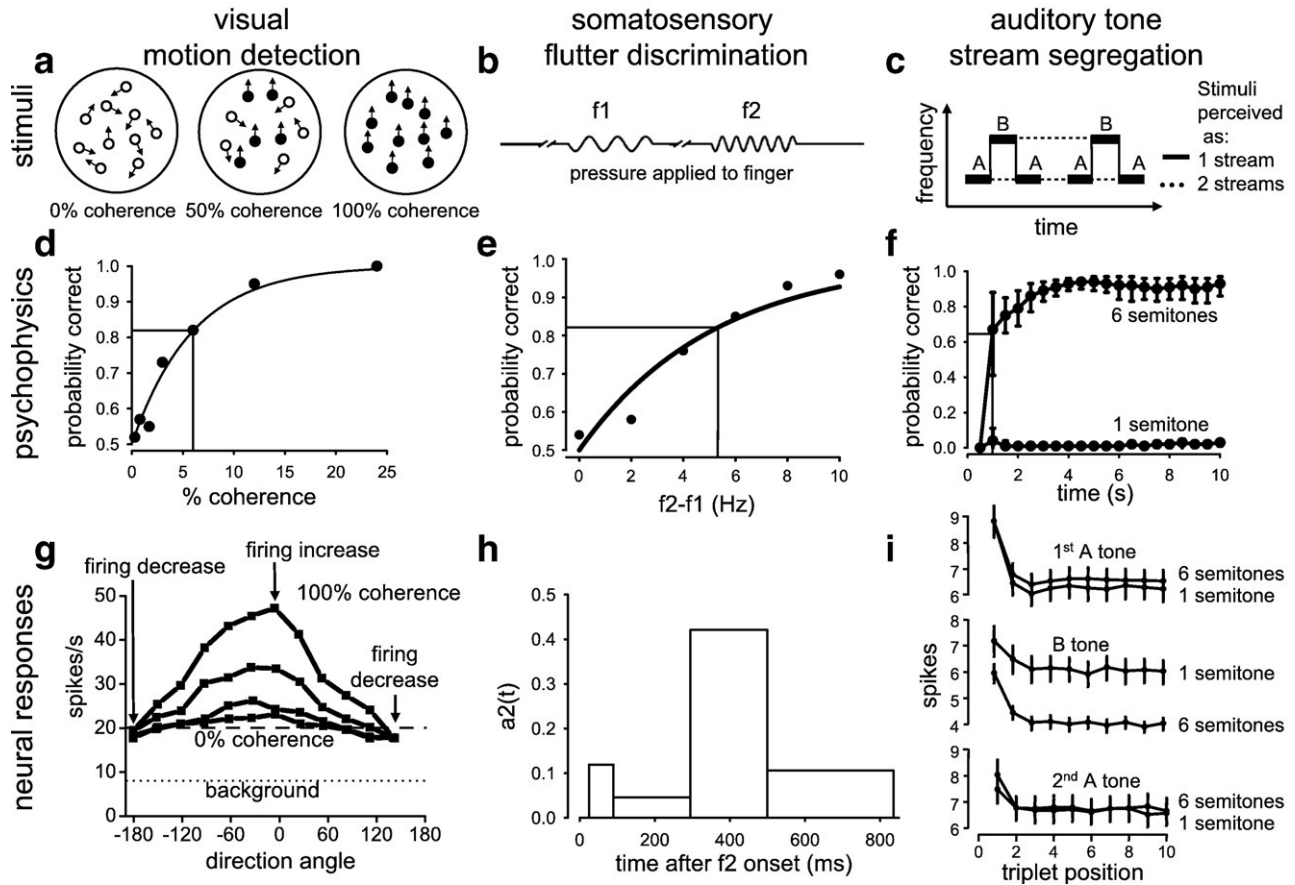 visual
motion detection
somatosensory
flutter discrimination
auditory tone
stream segregation
stimuli
a
0% coherence
50% coherence
100% coherence
b
f1
f2
pressure applied to finger
c
frequency
A
B
A
A
B
A
time
Stimuli
perceived
as:
1 stream
2 streams
psychophysics
d
probability correct
1.0
0.9
0.8
0.7
0.6
0.5
0
5
10
15
20
25
% coherence
e
probability correct
1.0
0.9
0.8
0.7
0.6
0.5
0
2
4
6
8
10
f2-f1 (Hz)
f
probability correct
1.0
0.8
0.6
0.4
0.2
0.0
6 semitones
1 semitone
0
2
4
6
8
10
time (s)
neural responses
g
firing decrease
firing increase
100% coherence
firing
decrease
spikes/s
50
40
30
20
10
0
0% coherence
background
-180
-120
-60
0
60
120
180
direction angle
h
a2(t)
0.5
0.4
0.3
0.2
0.1
0.0
200
400
600
800
time after f2 onset (ms)
i
spikes
9
8
7
6
1st A tone
6 semitones
1 semitone
8
7
6
5
4
B tone
1 semitone
6 semitones
9
8
7
6
2nd A tone
6 semitones
1 semitone
0
2
4
6
8
10
triplet position